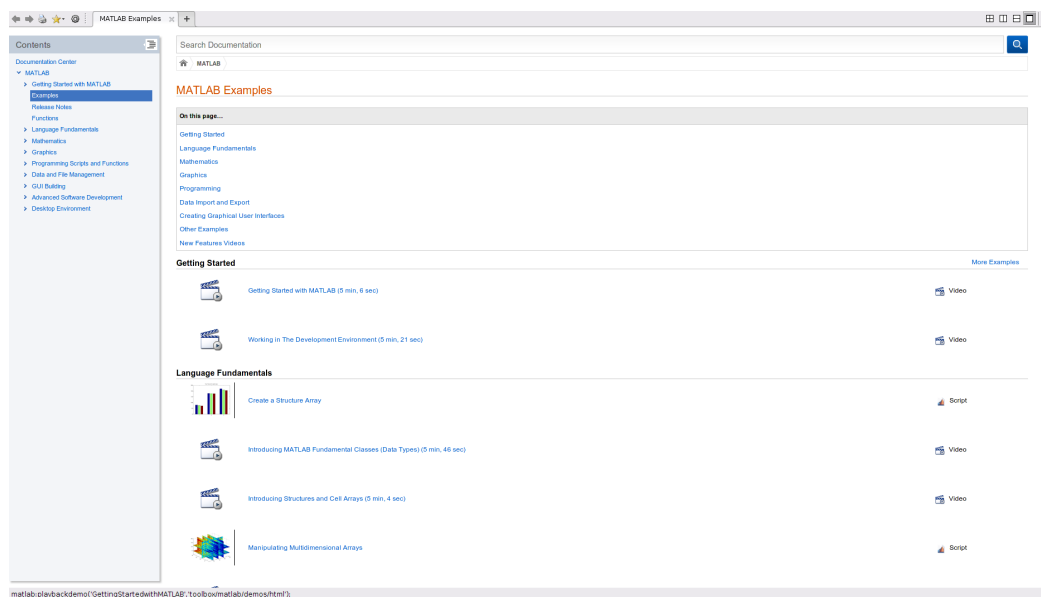 MATLAB Examples
Contents
Documentation Center
MATLAB
Getting Started with MATLAB
Examples
Release Notes
Functions
Language Fundamentals
Mathematics
Graphics
Programming Scripts and Functions
Data and File Management
GUI Building
Advanced Software Development
Desktop Environment
Search Documentation
MATLAB
MATLAB Examples
On this page...
Getting Started
Language Fundamentals
Mathematics
Graphics
Programming
Data Import and Export
Creating Graphical User Interfaces
Other Examples
New Features Videos
Getting Started More Examples
Getting Started with MATLAB (5 min, 6 sec) Video
Working in The Development Environment (5 min, 21 sec) Video
Language Fundamentals
Create a Structure Array Script
Introducing MATLAB Fundamental Classes (Data Types) (5 min, 46 sec) Video
Introducing Structures and Cell Arrays (5 min, 4 sec) Video
Manipulating Multidimensional Arrays Script
matlab:playbackdemo('GettingStartedwithMATLAB','toolbox/matlab/demos/html');